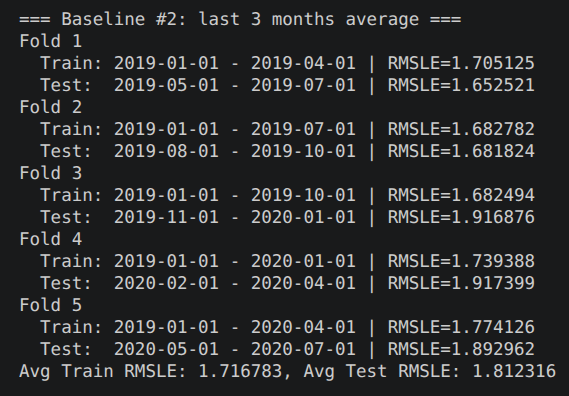 === Baseline #2: last 3 months average ===
Fold 1
  Train: 2019-01-01 - 2019-04-01 | RMSLE=1.705125
  Test:  2019-05-01 - 2019-07-01 | RMSLE=1.652521
Fold 2
  Train: 2019-01-01 - 2019-07-01 | RMSLE=1.682782
  Test:  2019-08-01 - 2019-10-01 | RMSLE=1.681824
Fold 3
  Train: 2019-01-01 - 2019-10-01 | RMSLE=1.682494
  Test:  2019-11-01 - 2020-01-01 | RMSLE=1.916876
Fold 4
  Train: 2019-01-01 - 2020-01-01 | RMSLE=1.739388
  Test:  2020-02-01 - 2020-04-01 | RMSLE=1.917399
Fold 5
  Train: 2019-01-01 - 2020-04-01 | RMSLE=1.774126
  Test:  2020-05-01 - 2020-07-01 | RMSLE=1.892962
Avg Train RMSLE: 1.716783, Avg Test RMSLE: 1.812316